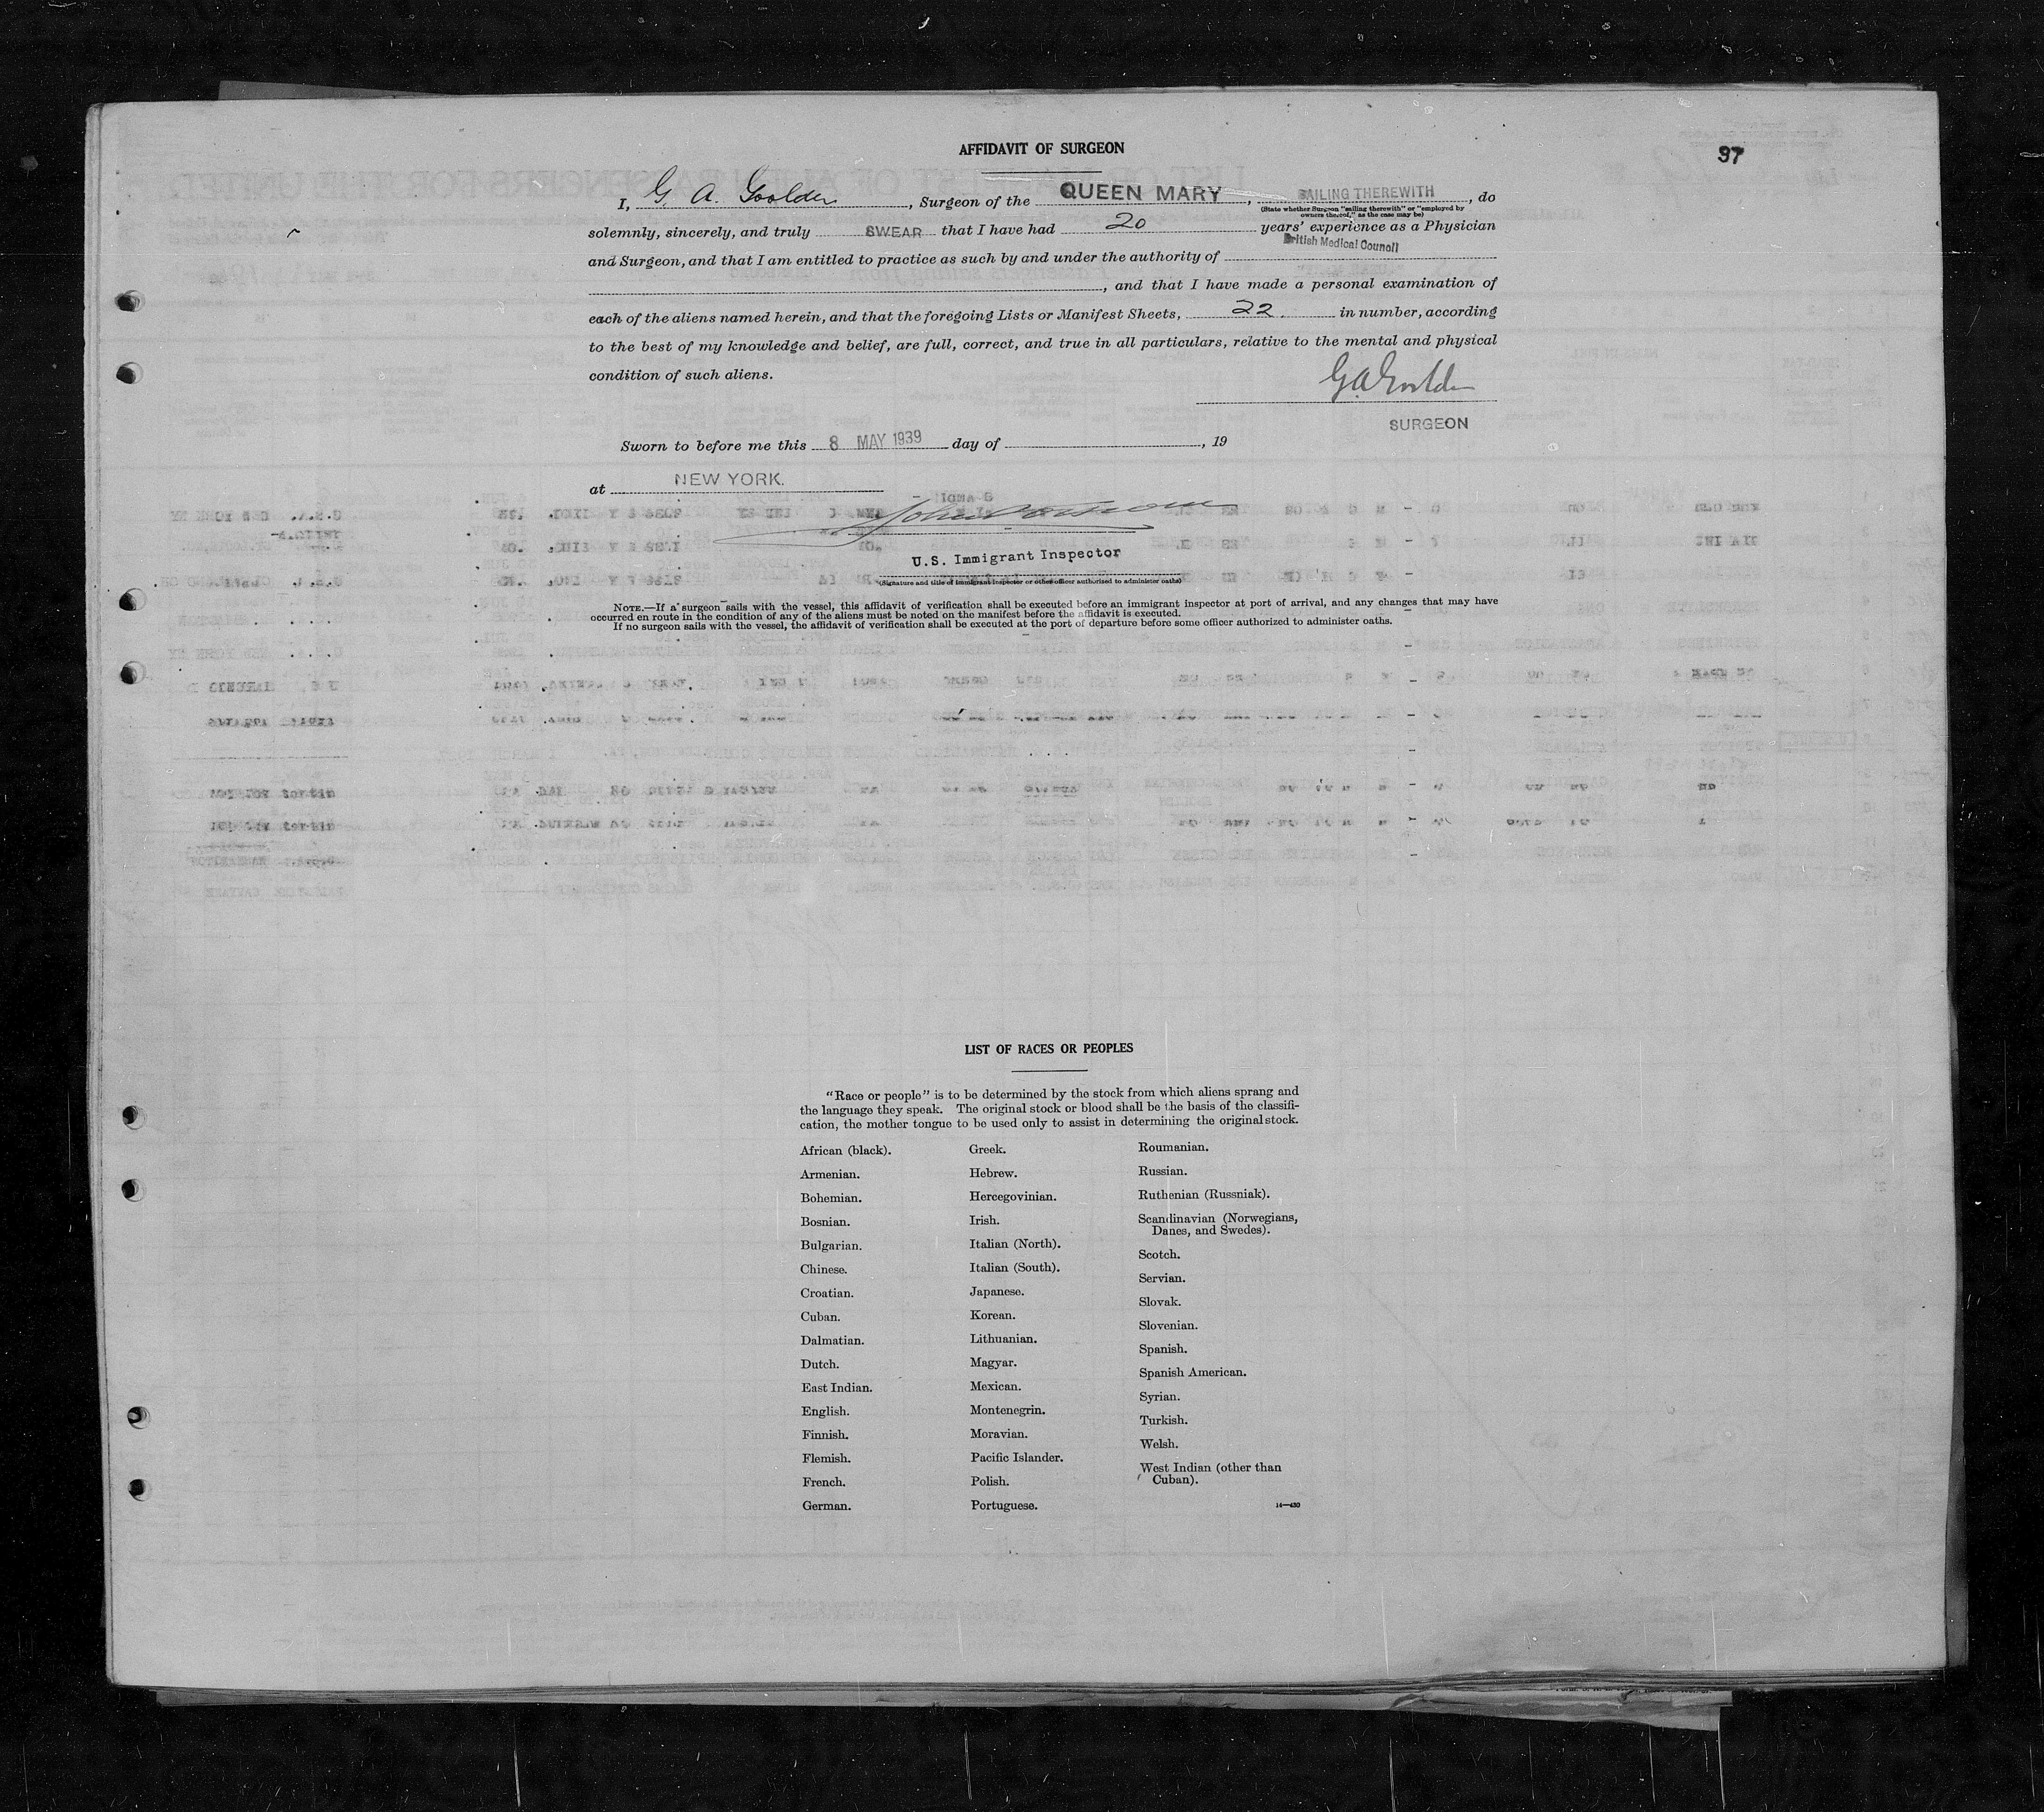 AFFIDAVIT OF SURGEON
37
I, G. A. Goolden, Surgeon of the QUEEN MARY, SAILING THEREWITH, do
(State whether Surgeon "sailing therewith" or "employed by owners thereof," as the case may be)
solemnly, sincerely, and truly SWEAR that I have had 20 years' experience as a Physician
British Medical Council
and Surgeon, and that I am entitled to practice as such by and under the authority of
, and that I have made a personal examination of
each of the aliens named herein, and that the foregoing Lists or Manifest Sheets, 22. in number, according
to the best of my knowledge and belief, are full, correct, and true in all particulars, relative to the mental and physical
condition of such aliens.
G A Goolden
SURGEON
Sworn to before me this 8 MAY 1939 day of , 19
at NEW YORK.
U.S. Immigrant Inspector
(Signature and title of immigrant inspector or other officer authorized to administer oaths)
NOTE.—If a surgeon sails with the vessel, this affidavit of verification shall be executed before an immigrant inspector at port of arrival, and any changes that may have
occurred en route in the condition of any of the aliens must be noted on the manifest before the affidavit is executed.
If no surgeon sails with the vessel, the affidavit of verification shall be executed at the port of departure before some officer authorized to administer oaths.
LIST OF RACES OR PEOPLES
"Race or people" is to be determined by the stock from which aliens sprang and
the language they speak. The original stock or blood shall be the basis of the classifi-
cation, the mother tongue to be used only to assist in determining the original stock.
African (black).
Armenian.
Bohemian.
Bosnian.
Bulgarian.
Chinese.
Croatian.
Cuban.
Dalmatian.
Dutch.
East Indian.
English.
Finnish.
Flemish.
French.
German.
Greek.
Hebrew.
Hercegovinian.
Irish.
Italian (North).
Italian (South).
Japanese.
Korean.
Lithuanian.
Magyar.
Mexican.
Montenegrin.
Moravian.
Pacific Islander.
Polish.
Portuguese.
Roumanian.
Russian.
Ruthenian (Russniak).
Scandinavian (Norwegians,
Danes, and Swedes).
Scotch.
Servian.
Slovak.
Slovenian.
Spanish.
Spanish American.
Syrian.
Turkish.
Welsh.
West Indian (other than
Cuban).
14—430